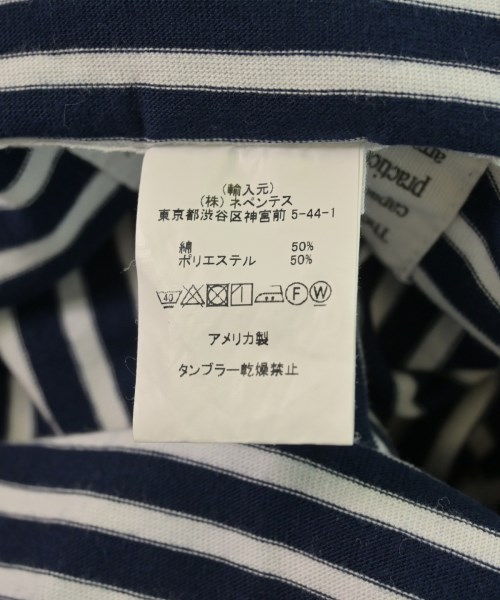 (輸入元)
(株) ネペンテス
東京都渋谷区神宮前 5-44-1
綿 50%
ポリエステル 50%
40 F W
アメリカ製
タンブラー乾燥禁止
practic